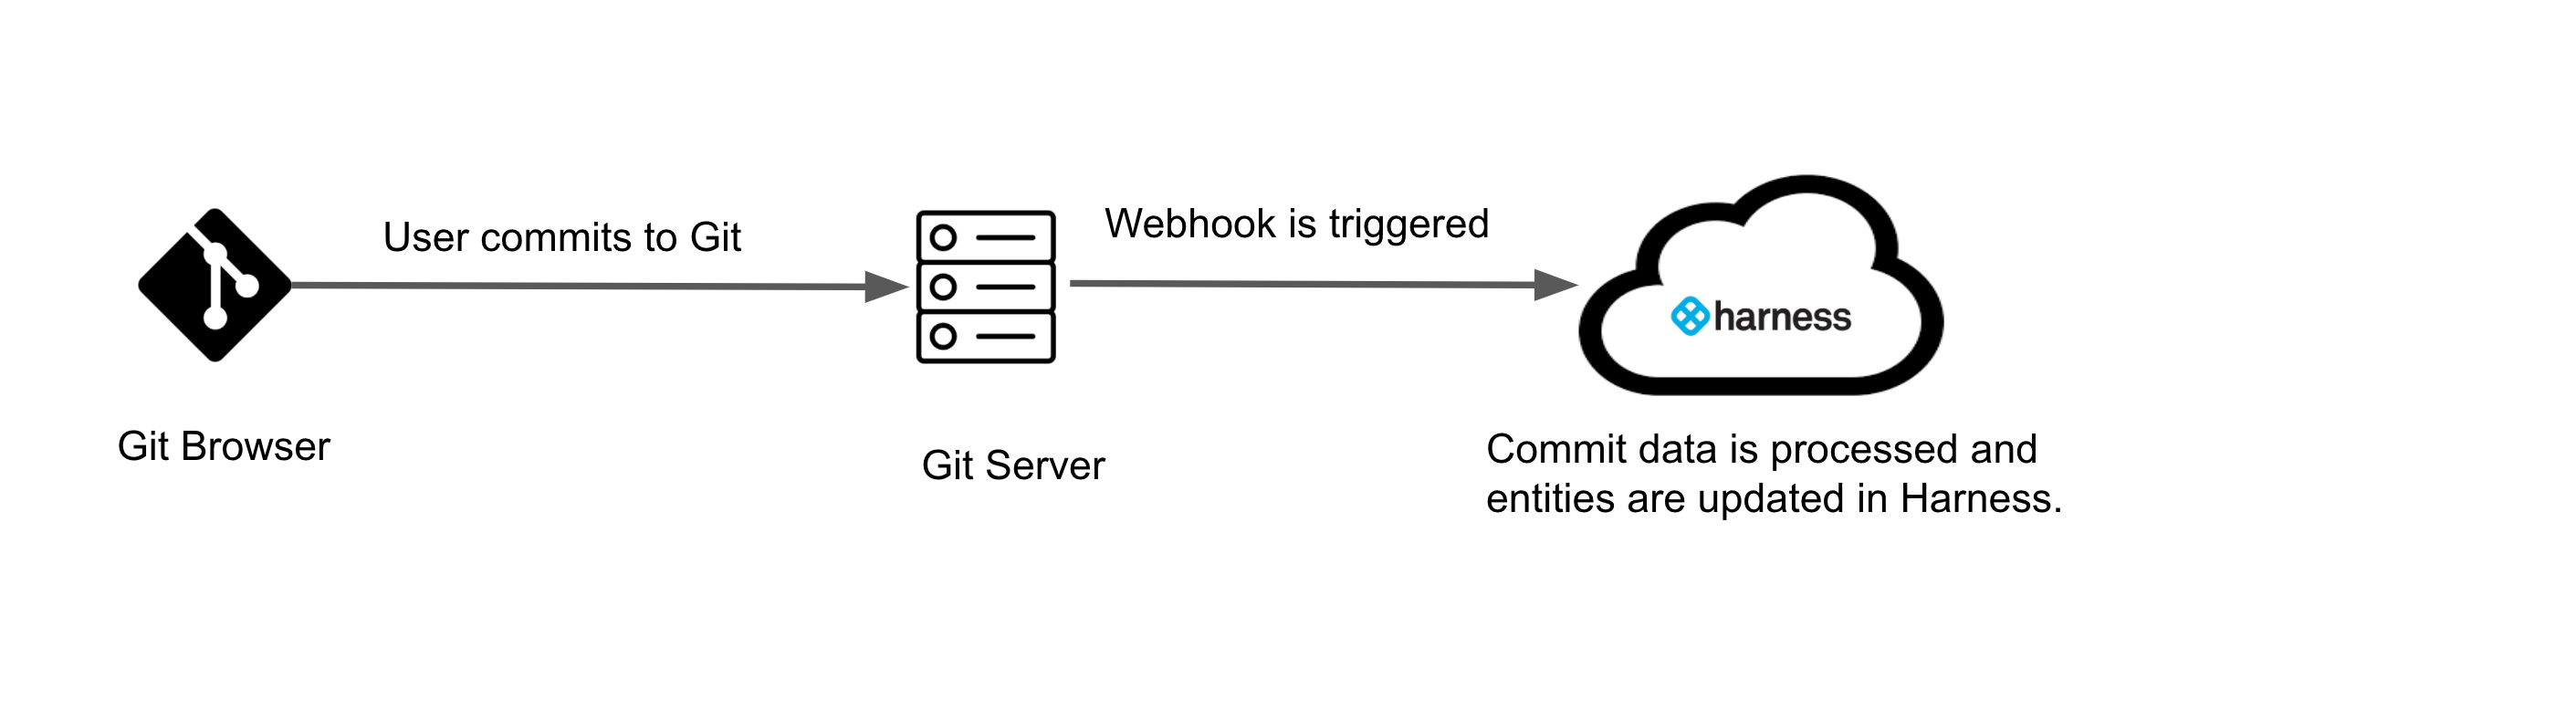 User commits to Git
Webhook is triggered
harness
Git Browser
Git Server
Commit data is processed and
entities are updated in Harness.